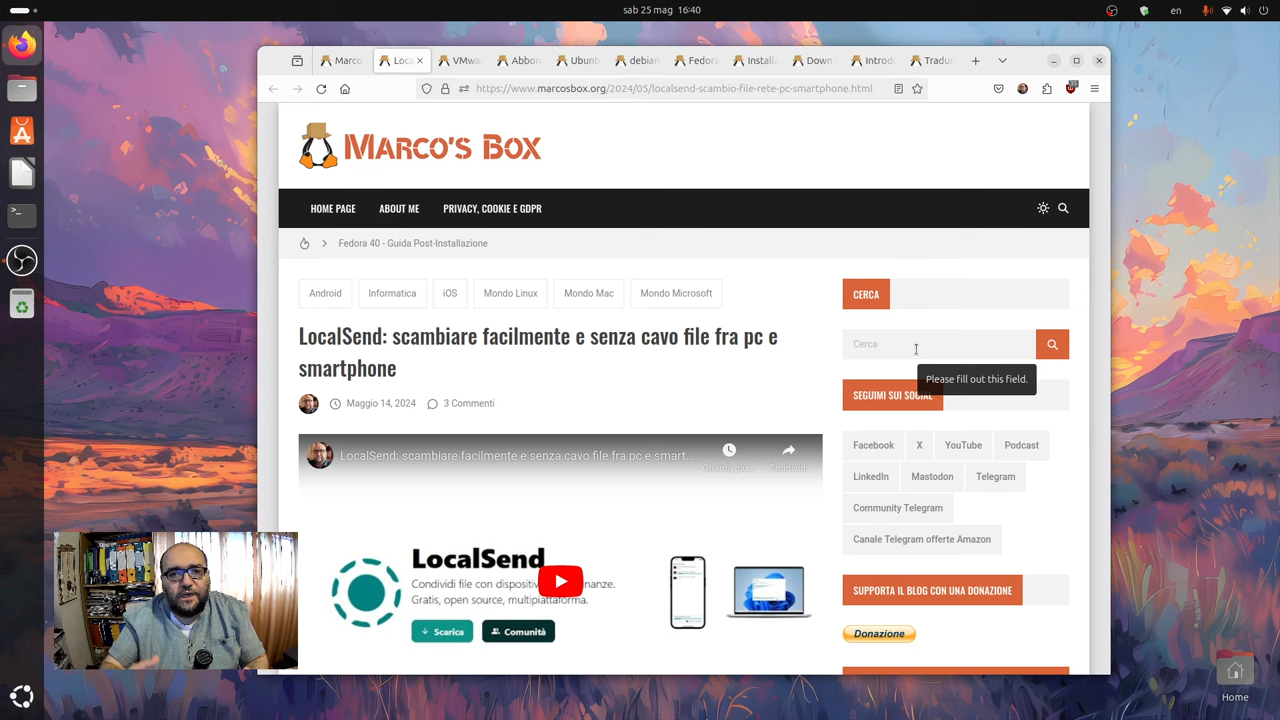 sab 25 mag 16:40
en
Marco
Loca
VMwa
Abbon
Ubunt
debian
Fedora
Installa
Down
Introdu
Tradu
https://www.marcosbox.org/2024/05/localsend-scambio-file-rete-pc-smartphone.html
MARCO'S BOX
HOME PAGE
ABOUT ME
PRIVACY, COOKIE E GDPR
Fedora 40 - Guida Post-Installazione
Android
Informatica
iOS
Mondo Linux
Mondo Mac
Mondo Microsoft
LocalSend: scambiare facilmente e senza cavo file fra pc e
smartphone
Maggio 14, 2024
3 Commenti
LocalSend: scambiare facilmente e senza cavo file fra pc e smart...
Condividi
LocalSend
Condividi file con dispositivi
nanze.
Gratis, open source, multipiattaforma.
Scarica
Comunità
CERCA
Cerca
Please fill out this field.
SEGUIMI SUI SOCIAL
Facebook
X
YouTube
Podcast
LinkedIn
Mastodon
Telegram
Community Telegram
Canale Telegram offerte Amazon
SUPPORTA IL BLOG CON UNA DONAZIONE
Donazione
Home